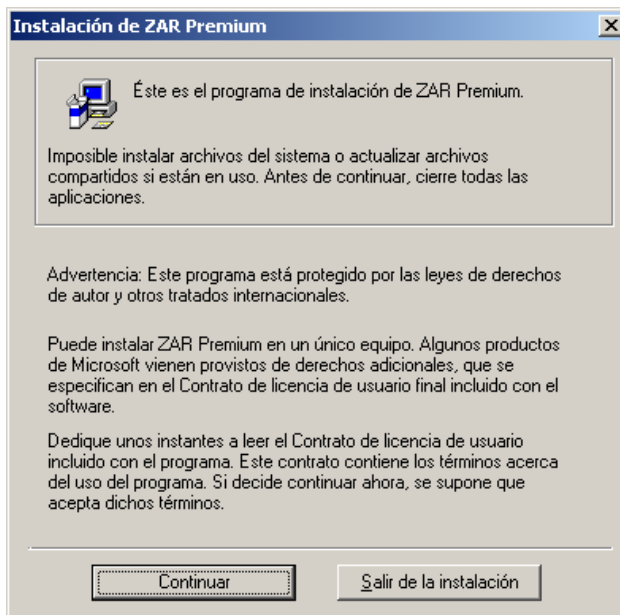 Instalación de ZAR Premium
Éste es el programa de instalación de ZAR Premium.
Imposible instalar archivos del sistema o actualizar archivos
compartidos si están en uso. Antes de continuar, cierre todas las
aplicaciones.
Advertencia: Este programa está protegido por las leyes de derechos
de autor y otros tratados internacionales.
Puede instalar ZAR Premium en un único equipo. Algunos productos
de Microsoft vienen provistos de derechos adicionales, que se
especifican en el Contrato de licencia de usuario final incluido con el
software.
Dedique unos instantes a leer el Contrato de licencia de usuario
incluido con el programa. Este contrato contiene los términos acerca
del uso del programa. Si decide continuar ahora, se supone que
acepta dichos términos.
Continuar
Salir de la instalación